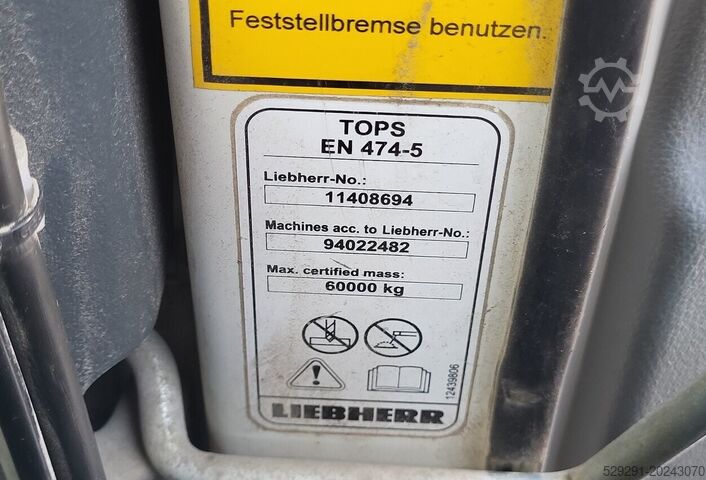 Feststellbremse benutzen.
TOPS
EN 474-5
Liebherr-No.:
11408694
Machines acc. to Liebherr-No.:
94022482
Max. certified mass:
60000 kg
12439806
LIEBHERR
529291-20243070